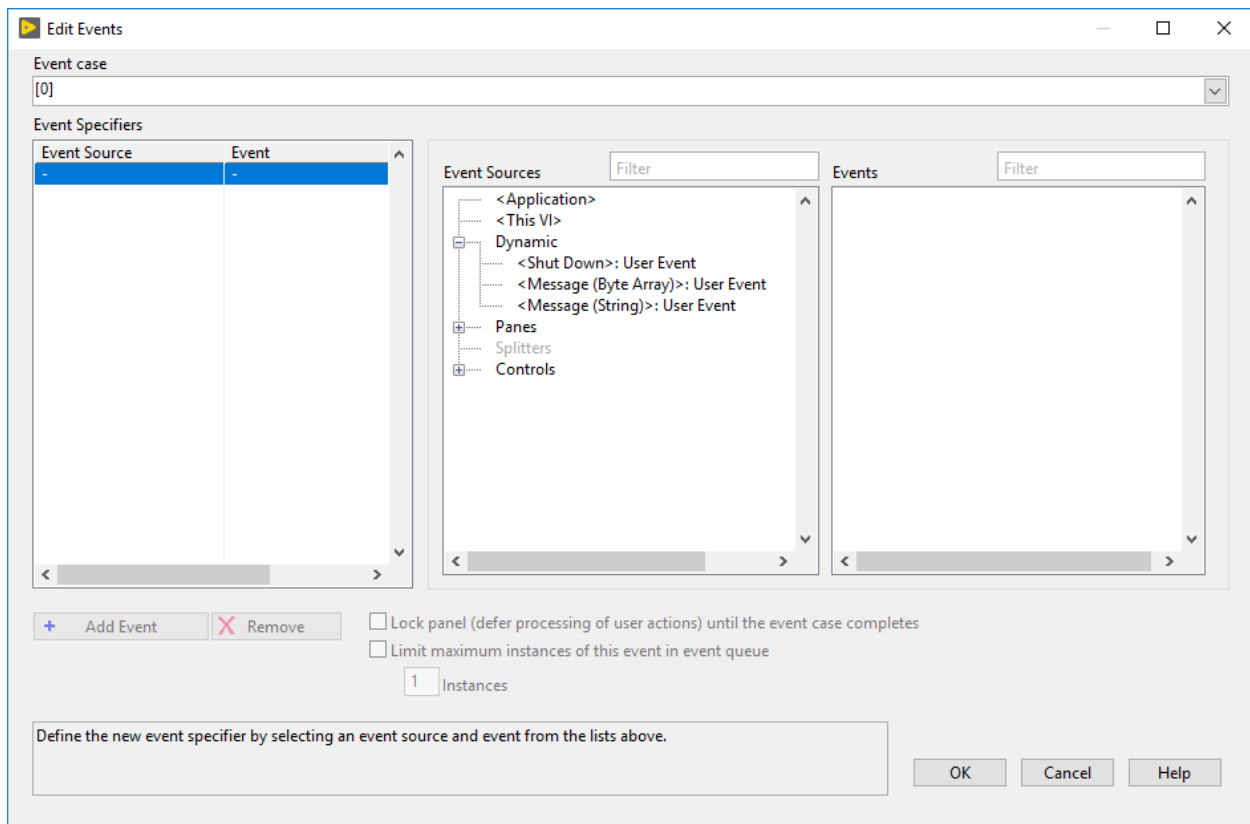 Edit Events
Event case
[0]
Event Specifiers
Event Source Event
- -
Event Sources Filter
<Application>
<This VI>
Dynamic
<Shut Down>: User Event
<Message (Byte Array)>: User Event
<Message (String)>: User Event
Panes
Splitters
Controls
Events Filter
+ Add Event X Remove
Lock panel (defer processing of user actions) until the event case completes
Limit maximum instances of this event in event queue
1 Instances
Define the new event specifier by selecting an event source and event from the lists above.
OK Cancel Help